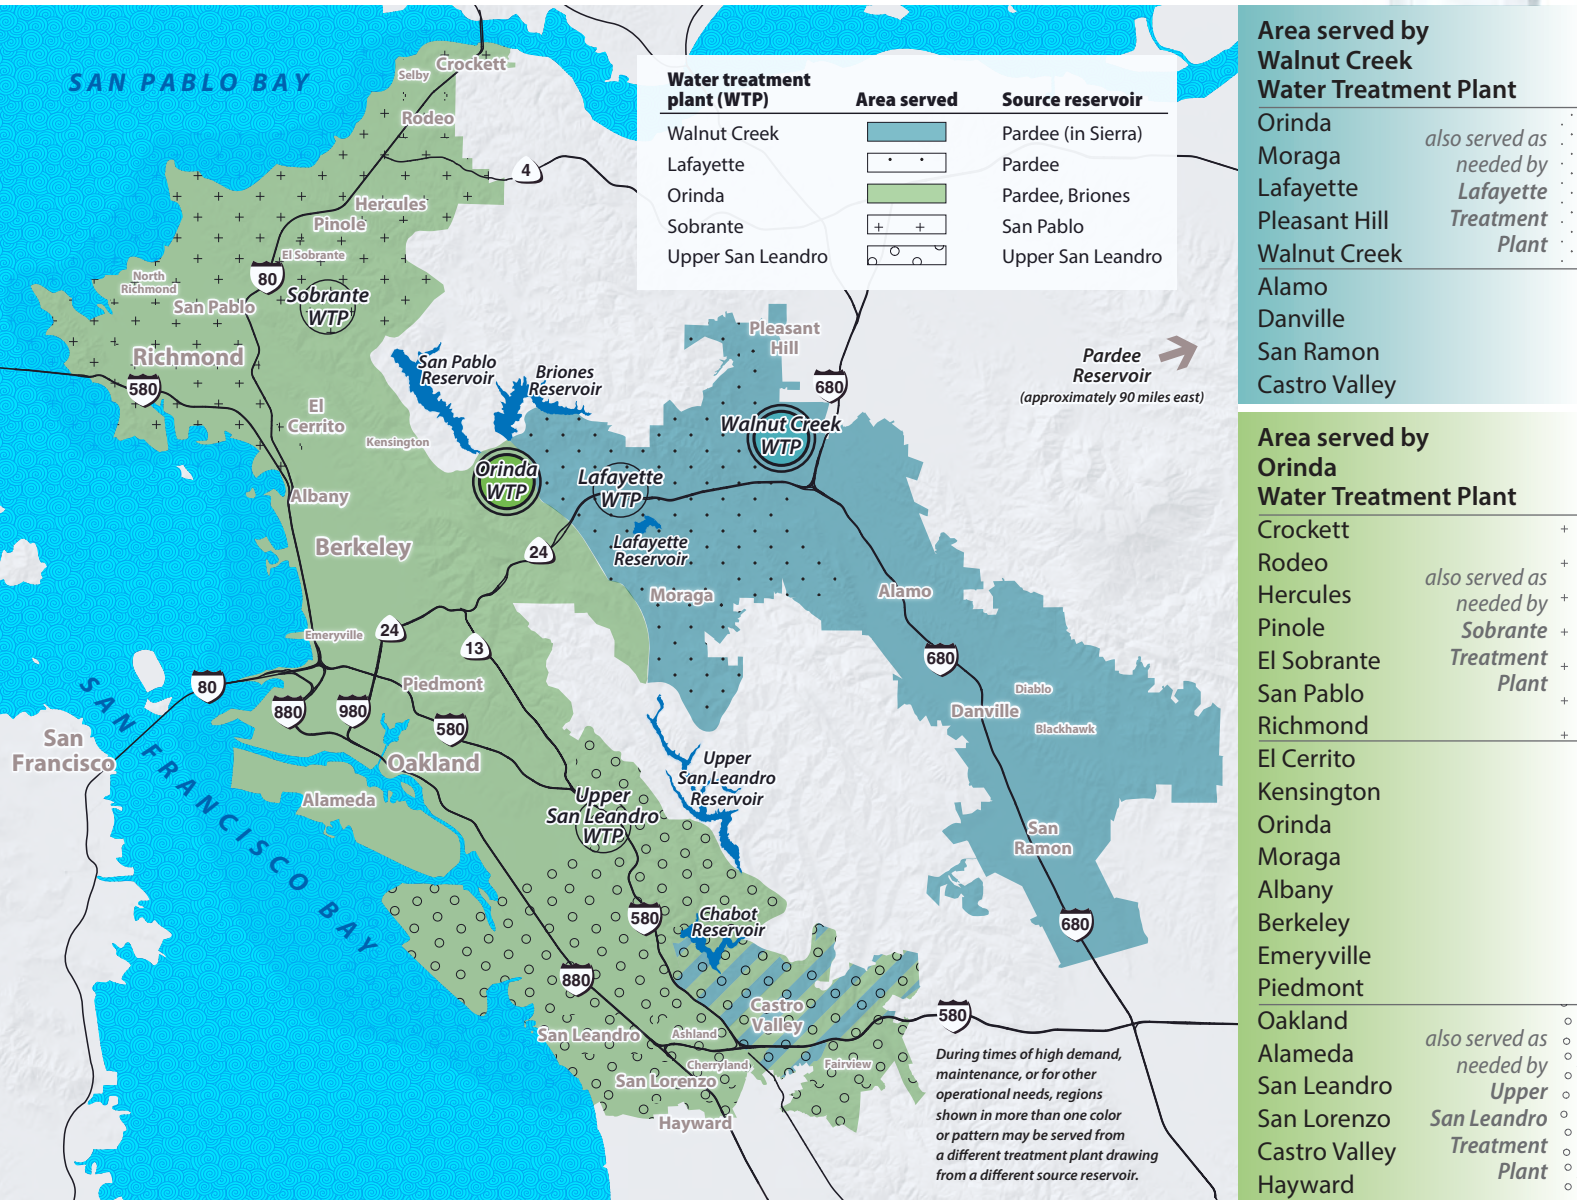 SAN PABLO BAY
Selby
Crockett
Rodeo
4
Hercules
Pinole
El Sobrante
North
Richmond
80
San Pablo
Sobrante
WTP
Richmond
580
El
Cerrito
Kensington
San Pablo
Reservoir
Briones
Reservoir
Pleasant
Hill
680
Pardee
Reservoir
(approximately 90 miles east)
Walnut Creek
WTP
Orinda
WTP
Lafayette
WTP
Albany
Berkeley
24
Lafayette
Reservoir
Moraga
Alamo
Emeryville
24
13
680
80
Piedmont
Diablo
880
980
580
Danville
Blackhawk
San
Francisco
SAN FRANCISCO BAY
Oakland
Alameda
Upper
San Leandro
Reservoir
Upper
San Leandro
WTP
San
Ramon
580
Chabot
Reservoir
680
880
Castro
Valley
580
San Leandro
Ashland
Cherryland
Fairview
San Lorenzo
Hayward
During times of high demand,
maintenance, or for other
operational needs, regions
shown in more than one color
or pattern may be served from
a different treatment plant drawing
from a different source reservoir.
Water treatment
plant (WTP) Area served Source reservoir
Walnut Creek Pardee (in Sierra)
Lafayette Pardee
Orinda Pardee, Briones
Sobrante San Pablo
Upper San Leandro Upper San Leandro
Area served by
Walnut Creek
Water Treatment Plant
Orinda
Moraga
Lafayette
Pleasant Hill
Walnut Creek
also served as
needed by
Lafayette
Treatment
Plant
Alamo
Danville
San Ramon
Castro Valley
Area served by
Orinda
Water Treatment Plant
Crockett
Rodeo
Hercules
Pinole
El Sobrante
San Pablo
Richmond
also served as
needed by
Sobrante
Treatment
Plant
El Cerrito
Kensington
Orinda
Moraga
Albany
Berkeley
Emeryville
Piedmont
Oakland
Alameda
San Leandro
San Lorenzo
Castro Valley
Hayward
also served as
needed by
Upper
San Leandro
Treatment
Plant